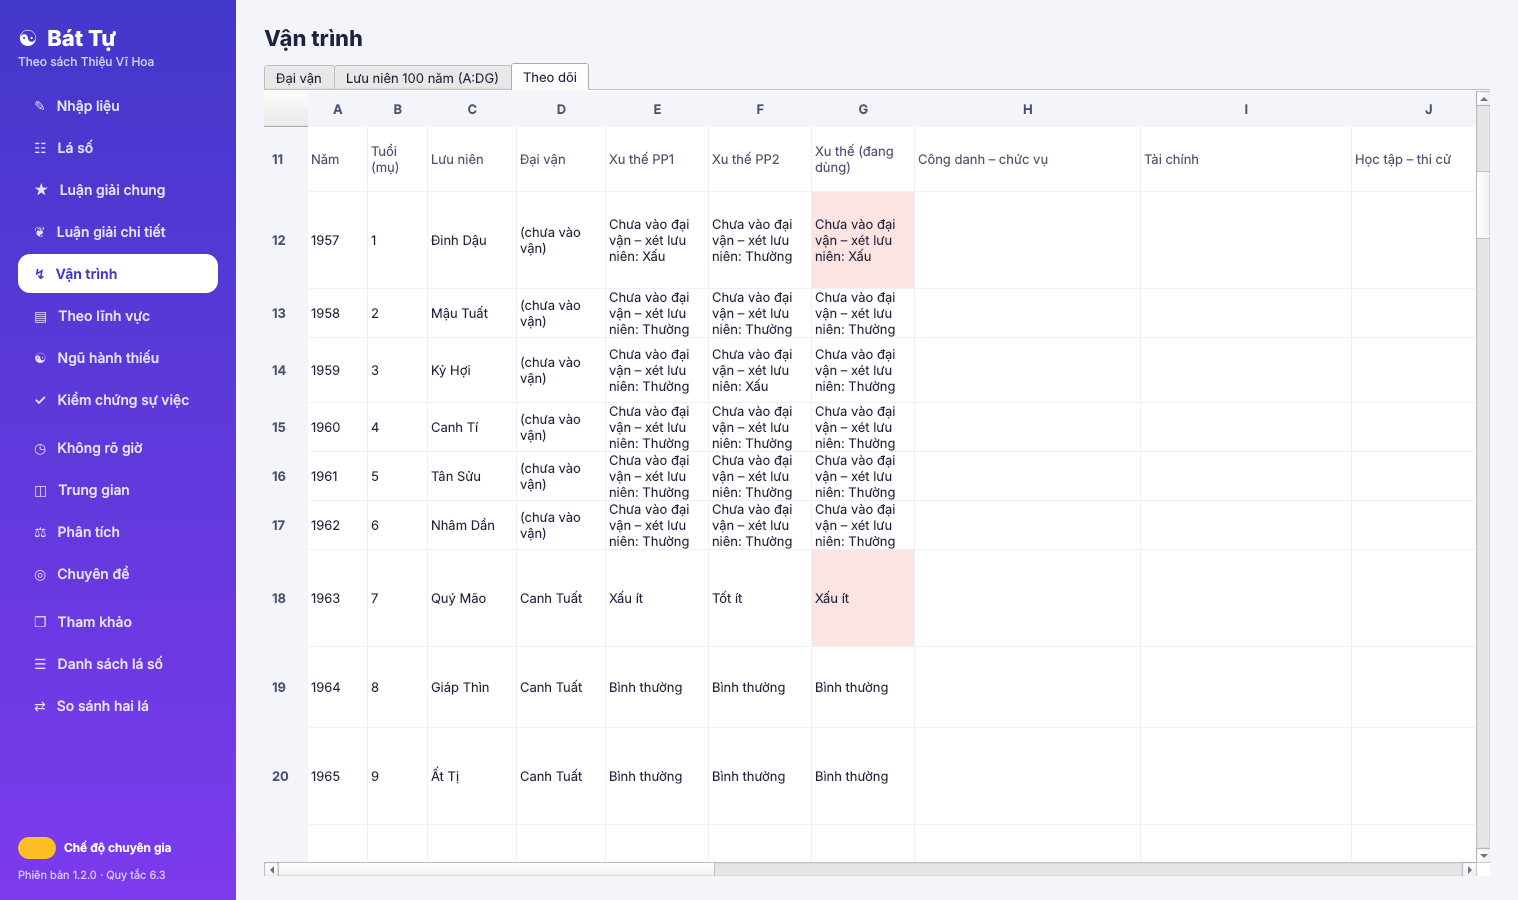 ☯ Bát Tự
Theo sách Thiệu Vĩ Hoa
Nhập liệu
Lá số
Luận giải chung
Luận giải chi tiết
Vận trình
Theo lĩnh vực
Ngũ hành thiếu
Kiểm chứng sự việc
Không rõ giờ
Trung gian
Phân tích
Chuyên đề
Tham khảo
Danh sách lá số
So sánh hai lá
Chế độ chuyên gia
Phiên bản 1.2.0 · Quy tắc 6.3
Vận trình
Đại vận Lưu niên 100 năm (A:DG) Theo dõi
A B C D E F G H I J
11 Năm Tuổi (mụ) Lưu niên Đại vận Xu thế PP1 Xu thế PP2 Xu thế (đang dùng) Công danh – chức vụ Tài chính Học tập – thi cử
12 1957 1 Đinh Dậu (chưa vào vận) Chưa vào đại vận – xét lưu niên: Xấu Chưa vào đại vận – xét lưu niên: Thường Chưa vào đại vận – xét lưu niên: Xấu
13 1958 2 Mậu Tuất (chưa vào vận) Chưa vào đại vận – xét lưu niên: Thường Chưa vào đại vận – xét lưu niên: Thường Chưa vào đại vận – xét lưu niên: Thường
14 1959 3 Kỷ Hợi (chưa vào vận) Chưa vào đại vận – xét lưu niên: Thường Chưa vào đại vận – xét lưu niên: Xấu Chưa vào đại vận – xét lưu niên: Thường
15 1960 4 Canh Tí (chưa vào vận) Chưa vào đại vận – xét lưu niên: Thường Chưa vào đại vận – xét lưu niên: Thường Chưa vào đại vận – xét lưu niên: Thường
16 1961 5 Tân Sửu (chưa vào vận) Chưa vào đại vận – xét lưu niên: Thường Chưa vào đại vận – xét lưu niên: Thường Chưa vào đại vận – xét lưu niên: Thường
17 1962 6 Nhâm Dần (chưa vào vận) Chưa vào đại vận – xét lưu niên: Thường Chưa vào đại vận – xét lưu niên: Thường Chưa vào đại vận – xét lưu niên: Thường
18 1963 7 Quý Mão Canh Tuất Xấu ít Tốt ít Xấu ít
19 1964 8 Giáp Thìn Canh Tuất Bình thường Bình thường Bình thường
20 1965 9 Ất Tị Canh Tuất Bình thường Bình thường Bình thường